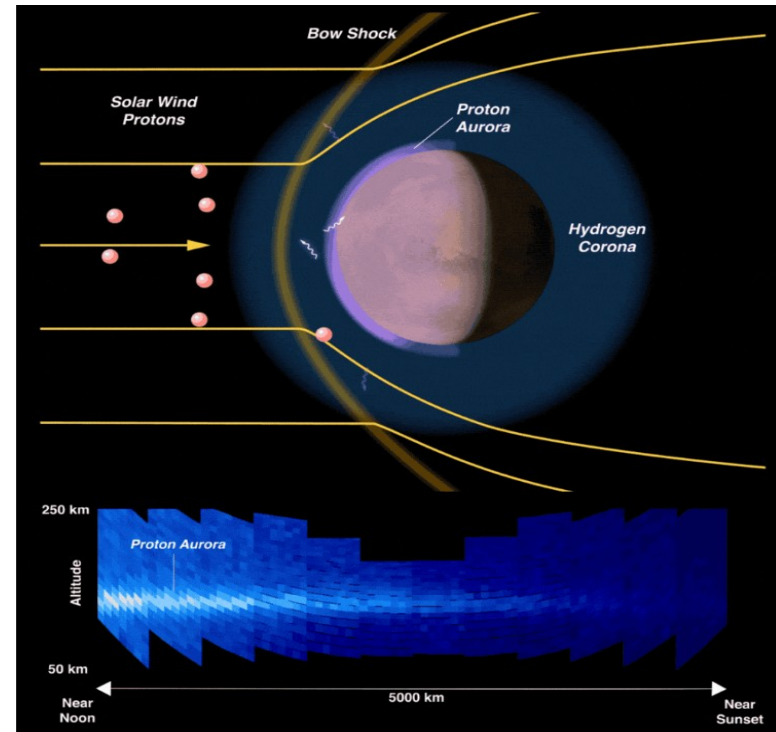 Bow Shock
Solar Wind
Protons
Proton
Aurora
Hydrogen
Corona
250 km
Proton Aurora
Altitude
50 km
5000 km
Near
Noon
Near
Sunset